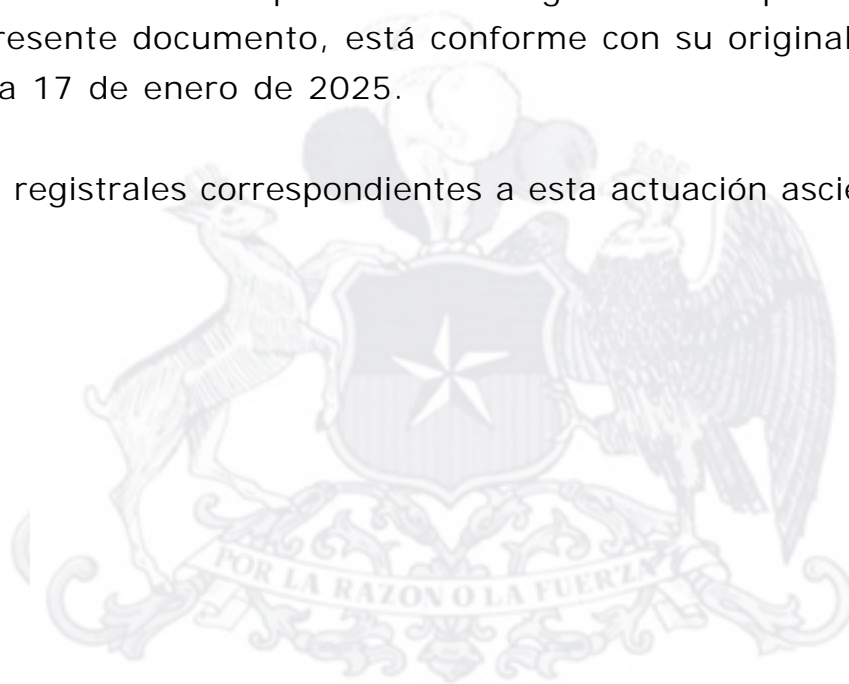 resente documento, está conforme con su original
a 17 de enero de 2025.
registrales correspondientes a esta actuación
POR LA RAZON O LA FUERZA